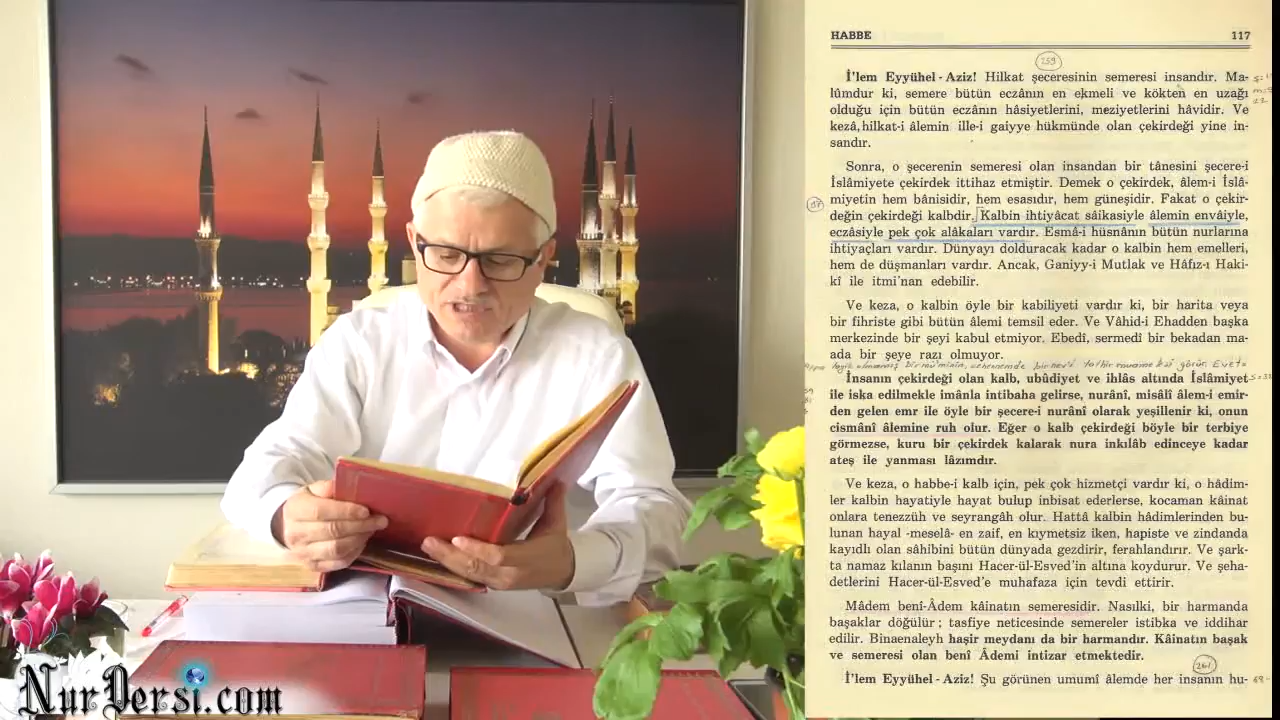 HABBE 117
259
İ'lem Eyyühel - Aziz! Hilkat şeceresinin semeresi insandır. Ma-
lûmdur ki, semere bütün eczânın en ekmeli ve kökten en uzağı
olduğu için bütün eczânın hâsiyetlerini, meziyetlerini hâvidir. Ve
kezâ, hilkat-i âlemin ille-i gaiyye hükmünde olan çekirdeği yine in-
sandır.
Sonra, o şecerenin semeresi olan insandan bir tânesini şecere-i
İslâmiyete çekirdek ittihaz etmiştir. Demek o çekirdek, âlem-i İslâ-
miyetin hem bânisidir, hem esasıdır, hem güneşidir. Fakat o çekir-
değin çekirdeği kalbdir. Kalbin ihtiyâcat sâikasiyle âlemin envâiyle,
eczâsiyle pek çok alâkaları vardır. Esmâ-i hüsnânın bütün nurlarına
ihtiyaçları vardır. Dünyayı dolduracak kadar o kalbin hem emelleri,
hem de düşmanları vardır. Ancak, Ganiyy-i Mutlak ve Hâfız-ı Haki-
kî ile itmi'nan edebilir.
Ve keza, o kalbin öyle bir kabiliyeti vardır ki, bir harita veya
bir fihriste gibi bütün âlemi temsil eder. Ve Vâhid-i Ehadden başka
merkezinde bir şeyi kabul etmiyor. Ebedî, sermedî bir bekadan ma-
ada bir şeye razı olmuyor.
İnsanın çekirdeği olan kalb, ubûdiyet ve ihlâs altında İslâmiyet
ile iska edilmekle imânla intibaha gelirse, nurânî, misâlî âlem-i emir-
den gelen emr ile öyle bir şecere-i nurânî olarak yeşillenir ki, onun
cismânî âlemine ruh olur. Eğer o kalb çekirdeği böyle bir terbiye
görmezse, kuru bir çekirdek kalarak nura inkılâb edinceye kadar
ateş ile yanması lâzımdır.
Ve keza, o habbe-i kalb için, pek çok hizmetçi vardır ki, o hâdim-
ler kalbin hayatiyle hayat bulup inbisat ederlerse, kocaman kâinat
onlara tenezzüh ve seyrangâh olur. Hattâ kalbin hâdimlerinden bu-
lunan hayal -meselâ- en zaif, en kıymetsiz iken, hapiste ve zindanda
kayıdlı olan sâhibini bütün dünyada gezdirir, ferahlandırır. Ve şark-
ta namaz kılanın başını Hacer-ül-Esved'in altına koydurur. Ve şeha-
detlerini Hacer-ül-Esved'e muhafaza için tevdi ettirir.
Mâdem benî-Âdem kâinatın semeresidir. Nasılki, bir harmanda
başaklar döğülür; tasfiye neticesinde semereler istibka ve iddihar
edilir. Binaenaleyh haşir meydanı da bir harmandır. Kâinatın başak
ve semeresi olan benî Âdemi intizar etmektedir.
İ'lem Eyyühel - Aziz! Şu görünen umumî âlemde her insanın hu-
NurDersi.com